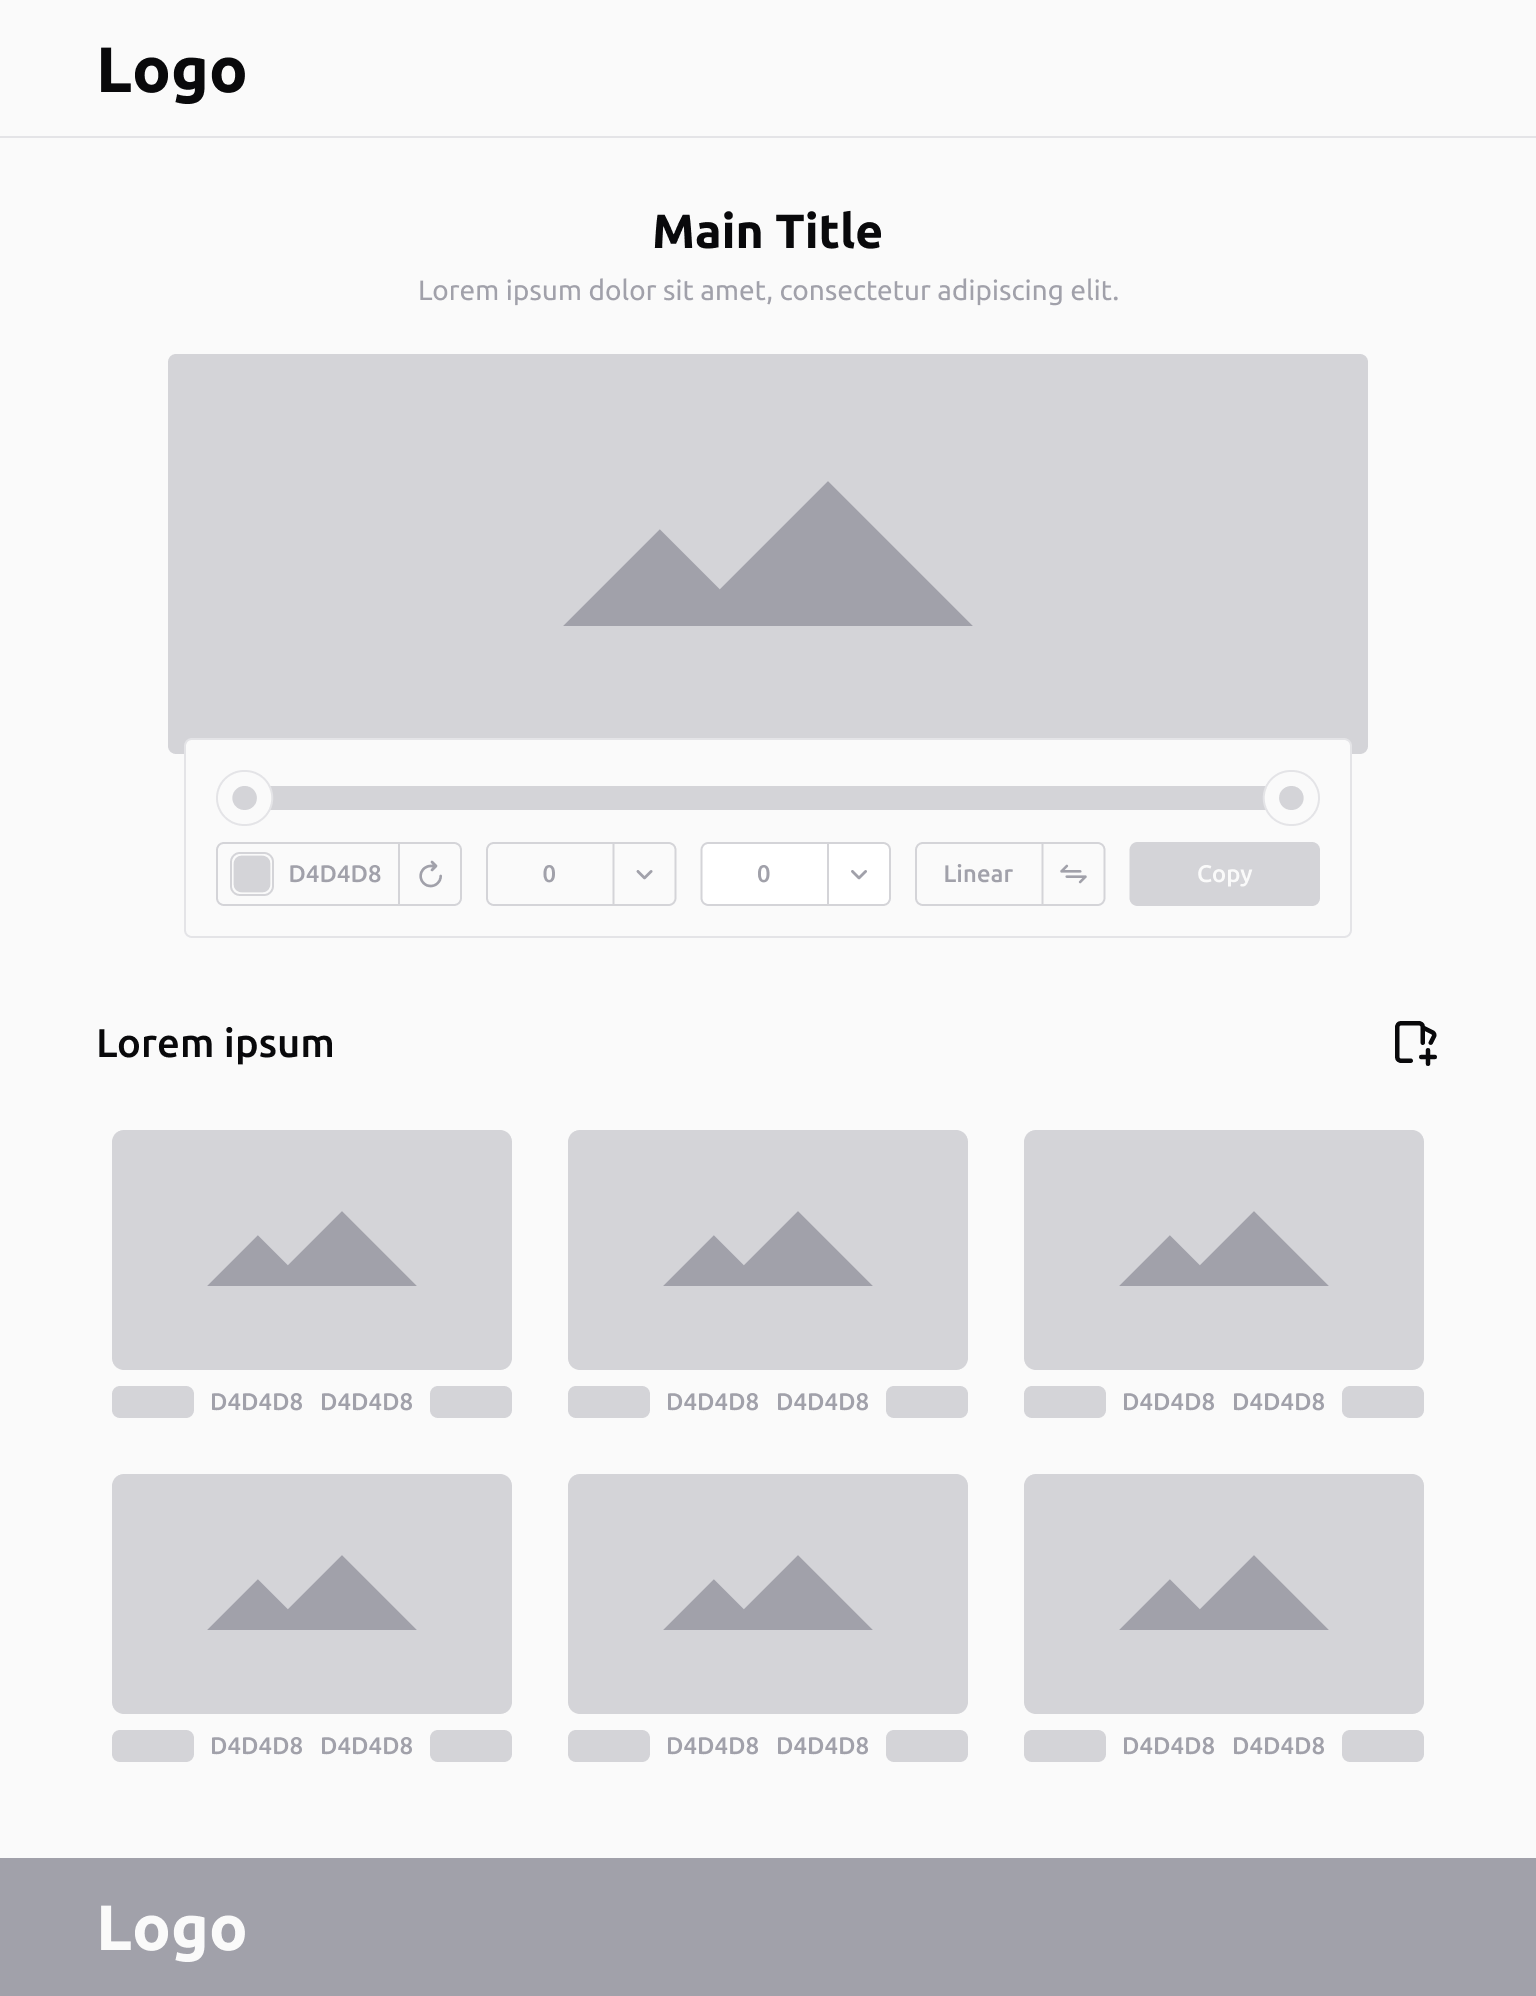 Logo
Main Title
Lorem ipsum dolor sit amet, consectetur adipiscing elit.
D4D4D8 0 0 Linear Copy
Lorem ipsum
D4D4D8 D4D4D8 D4D4D8 D4D4D8 D4D4D8 D4D4D8
D4D4D8 D4D4D8 D4D4D8 D4D4D8 D4D4D8 D4D4D8
Logo